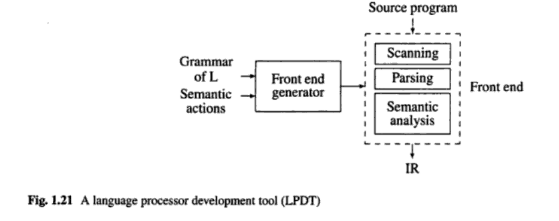 Source program
Scanning
Grammar
of L
Front end
generator
Parsing
Front end
Semantic
actions
Semantic
analysis
IR
Fig. 1.21 A language processor development tool (LPDT)